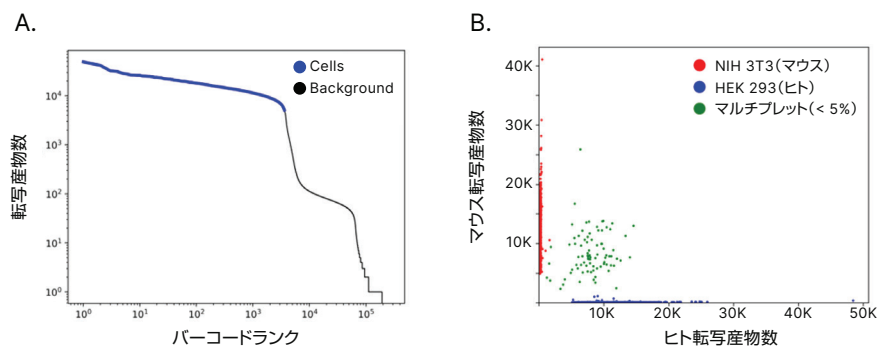 A.
Cells
Background
転写産物数
10⁴
10³
10²
10¹
10⁰
10⁰
10¹
10²
10³
10⁴
10⁵
バーコードランク
B.
NIH 3T3(マウス)
HEK 293(ヒト)
マルチプレット(< 5%)
マウス転写産物数
40K
30K
20K
10K
10K
20K
30K
40K
50K
ヒト転写産物数